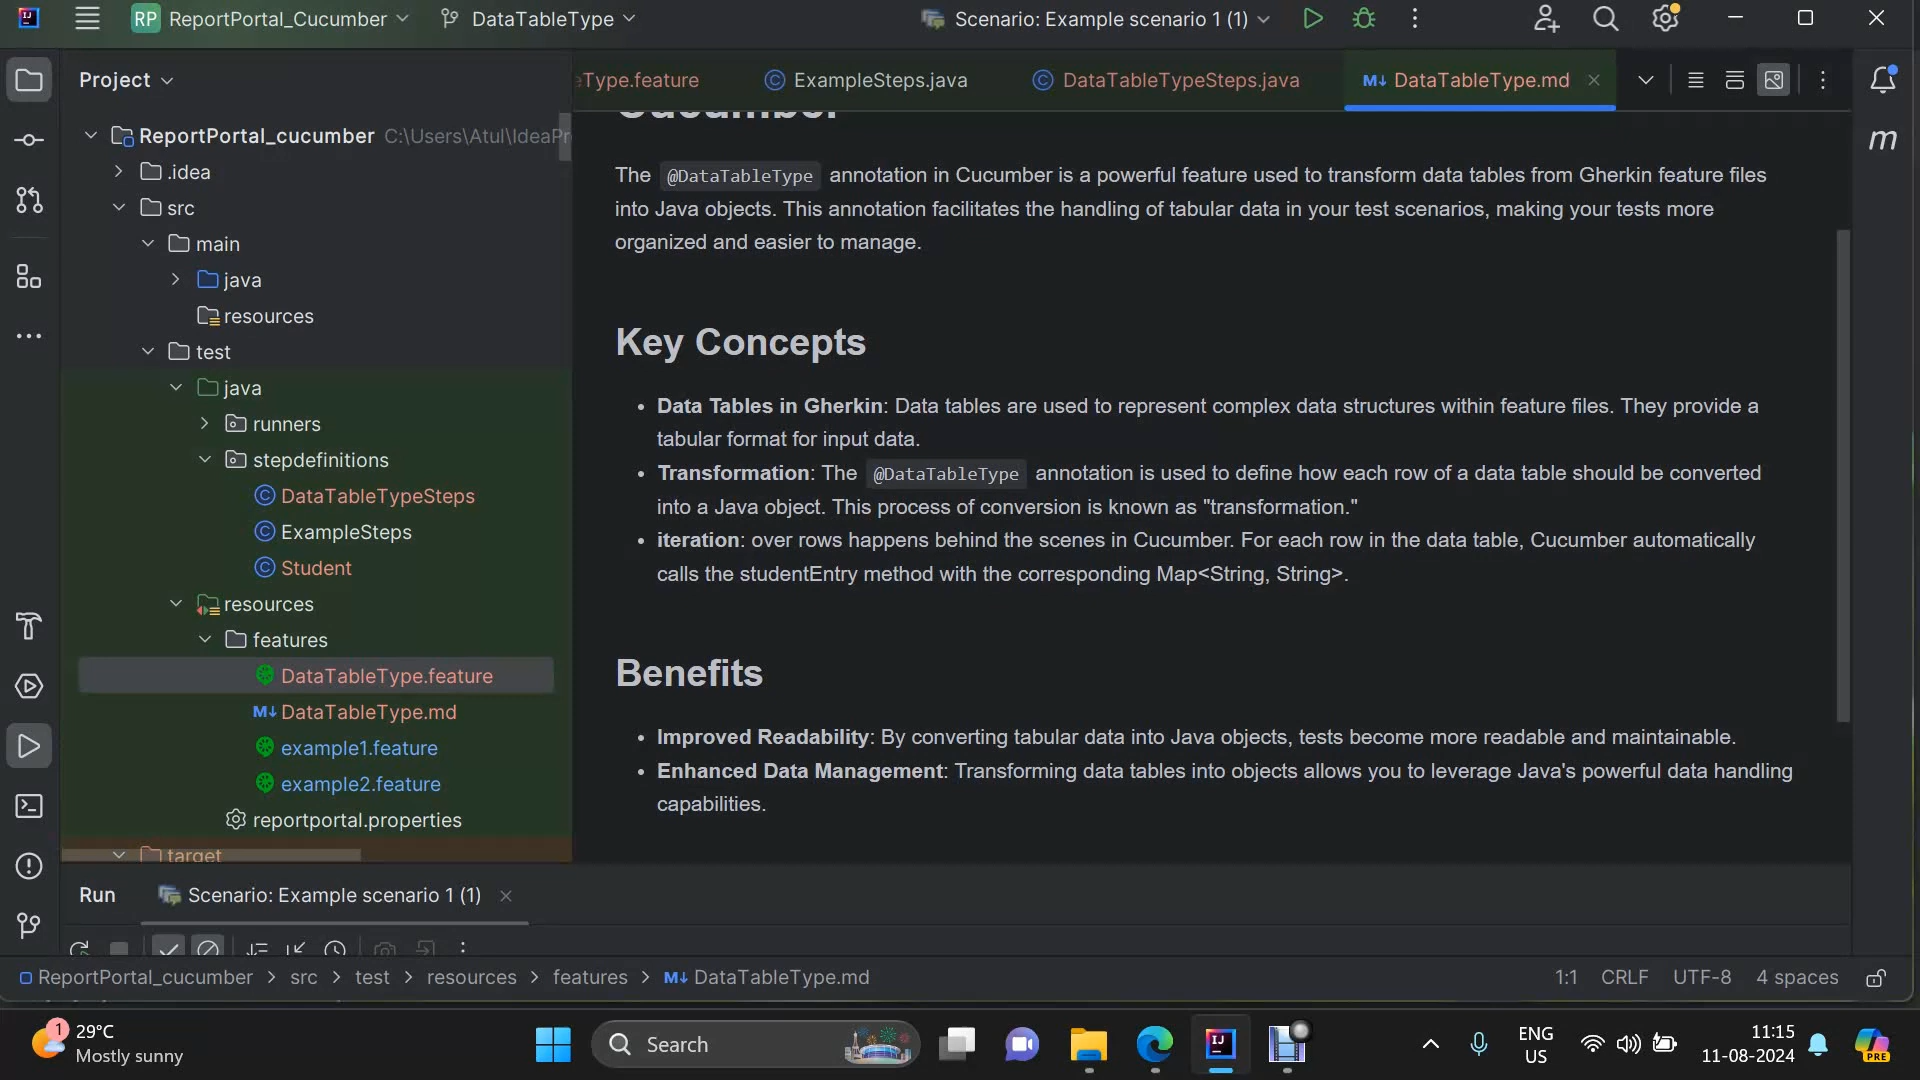 RP ReportPortal_Cucumber DataTableType Scenario: Example scenario 1 (1)
Project
eType.feature ExampleSteps.java DataTableTypeSteps.java M↓ DataTableType.md
ReportPortal_cucumber C:\Users\Atul\IdeaPr
.idea
src
main
java
resources
test
java
runners
stepdefinitions
DataTableTypeSteps
ExampleSteps
Student
resources
features
DataTableType.feature
M↓ DataTableType.md
example1.feature
example2.feature
reportportal.properties
target
Cucumber
The @DataTableType annotation in Cucumber is a powerful feature used to transform data tables from Gherkin feature files
into Java objects. This annotation facilitates the handling of tabular data in your test scenarios, making your tests more
organized and easier to manage.
Key Concepts
• Data Tables in Gherkin: Data tables are used to represent complex data structures within feature files. They provide a
tabular format for input data.
• Transformation: The @DataTableType annotation is used to define how each row of a data table should be converted
into a Java object. This process of conversion is known as "transformation."
• iteration: over rows happens behind the scenes in Cucumber. For each row in the data table, Cucumber automatically
calls the studentEntry method with the corresponding Map<String, String>.
Benefits
• Improved Readability: By converting tabular data into Java objects, tests become more readable and maintainable.
• Enhanced Data Management: Transforming data tables into objects allows you to leverage Java's powerful data handling
capabilities.
m
Run Scenario: Example scenario 1 (1)
ReportPortal_cucumber > src > test > resources > features > M↓ DataTableType.md 1:1 CRLF UTF-8 4 spaces
1 29°C
Mostly sunny
Search
IJ
ENG
US
11:15
11-08-2024
PRE